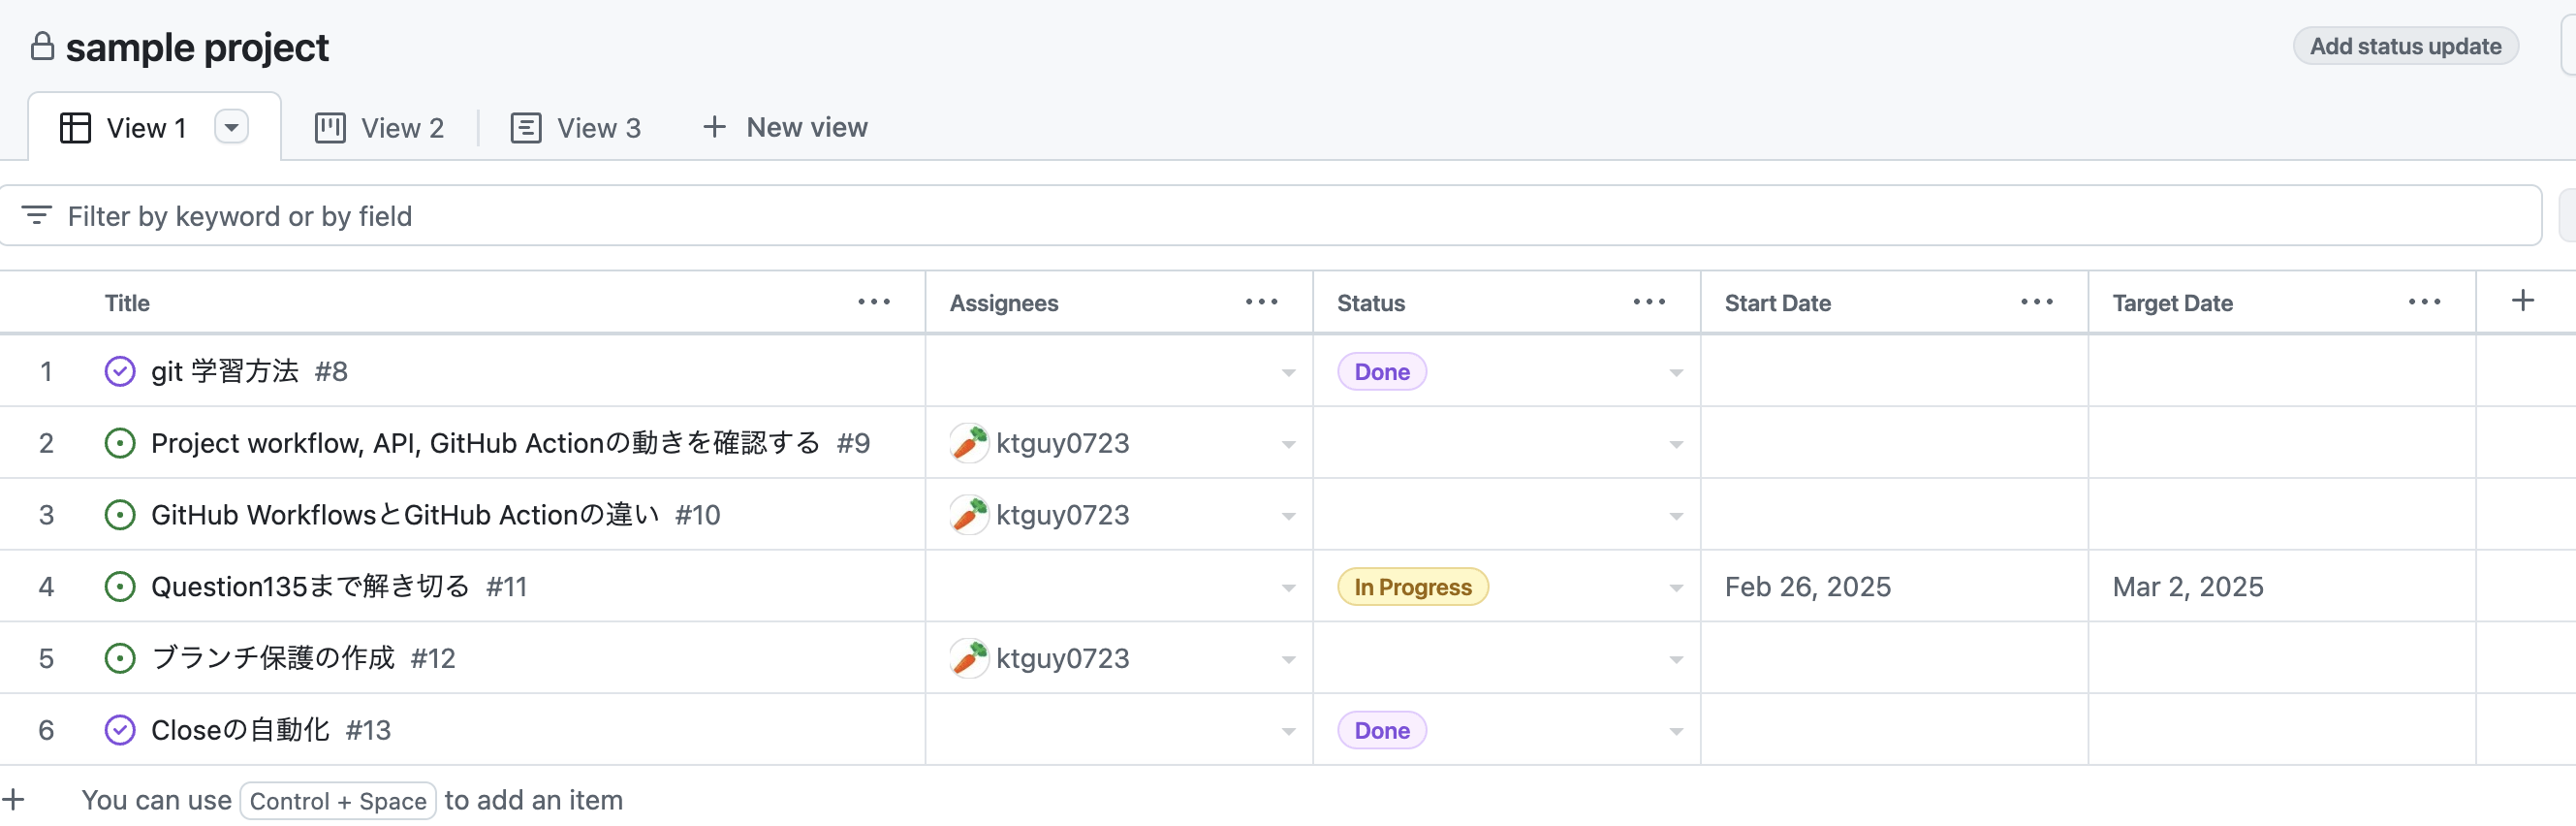 sample project
Add status update
View 1
View 2
View 3
New view
Filter by keyword or by field
Title Assignees Status Start Date Target Date
1 git 学習方法 #8 Done
2 Project workflow, API, GitHub Actionの動きを確認する #9 ktguy0723
3 GitHub WorkflowsとGitHub Actionの違い #10 ktguy0723
4 Question135まで解き切る #11 In Progress Feb 26, 2025 Mar 2, 2025
5 ブランチ保護の作成 #12 ktguy0723
6 Closeの自動化 #13 Done
You can use Control + Space to add an item